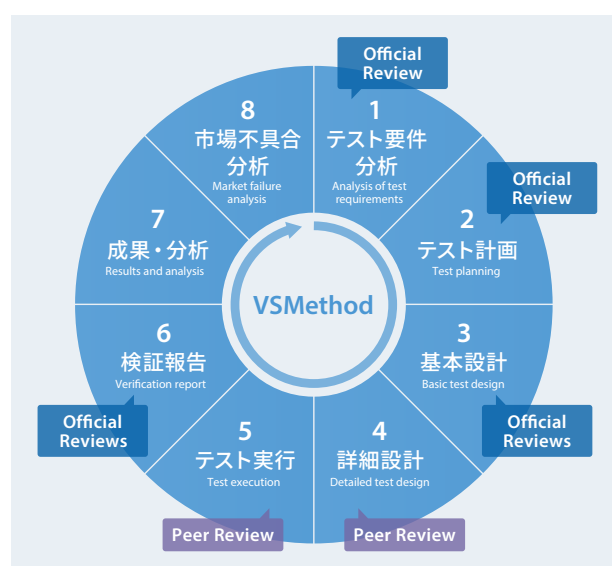 Official
Review
1
テスト要件
分析
Analysis of test
requirements
Official
Review
2
テスト計画
Test planning
3
基本設計
Basic test design
Official
Reviews
4
詳細設計
Detailed test design
Peer Review
5
テスト実行
Test execution
Peer Review
6
検証報告
Verification report
Official
Reviews
7
成果・分析
Results and analysis
8
市場不具合
分析
Market failure
analysis
VSMethod